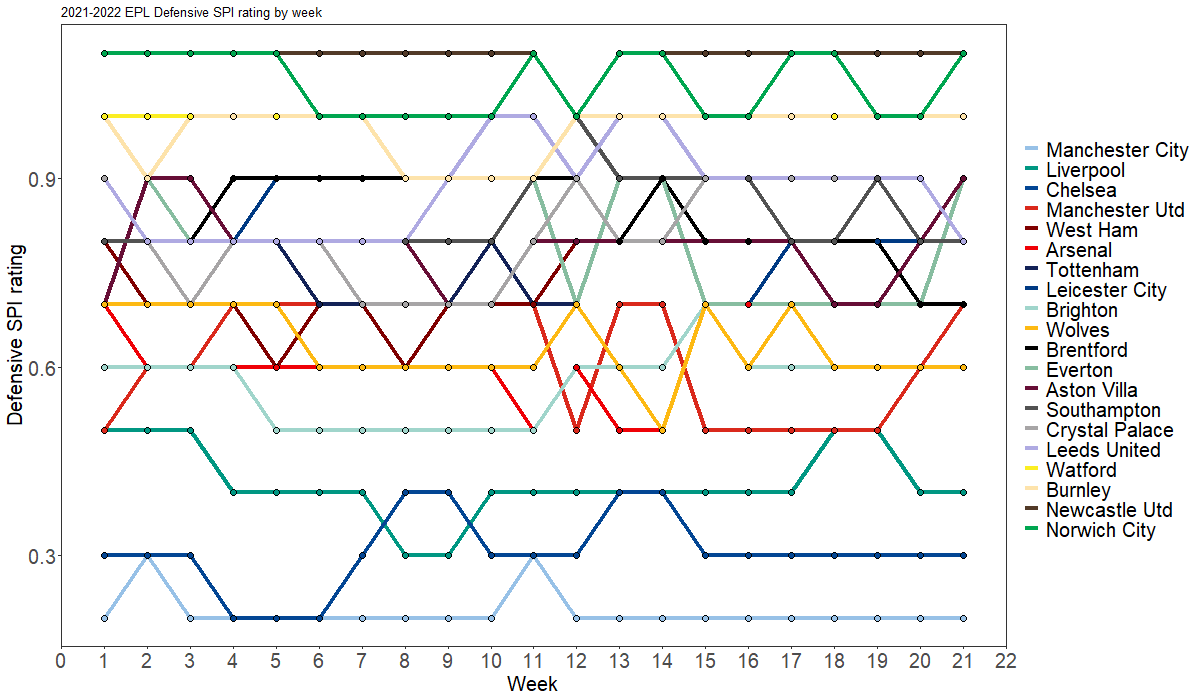 2021-2022 EPL Defensive SPI rating by week
Defensive SPI rating
0.9
0.6
0.3
0 1 2 3 4 5 6 7 8 9 10 11 12 13 14 15 16 17 18 19 20 21 22
Week
Manchester City
Liverpool
Chelsea
Manchester Utd
West Ham
Arsenal
Tottenham
Leicester City
Brighton
Wolves
Brentford
Everton
Aston Villa
Southampton
Crystal Palace
Leeds United
Watford
Burnley
Newcastle Utd
Norwich City